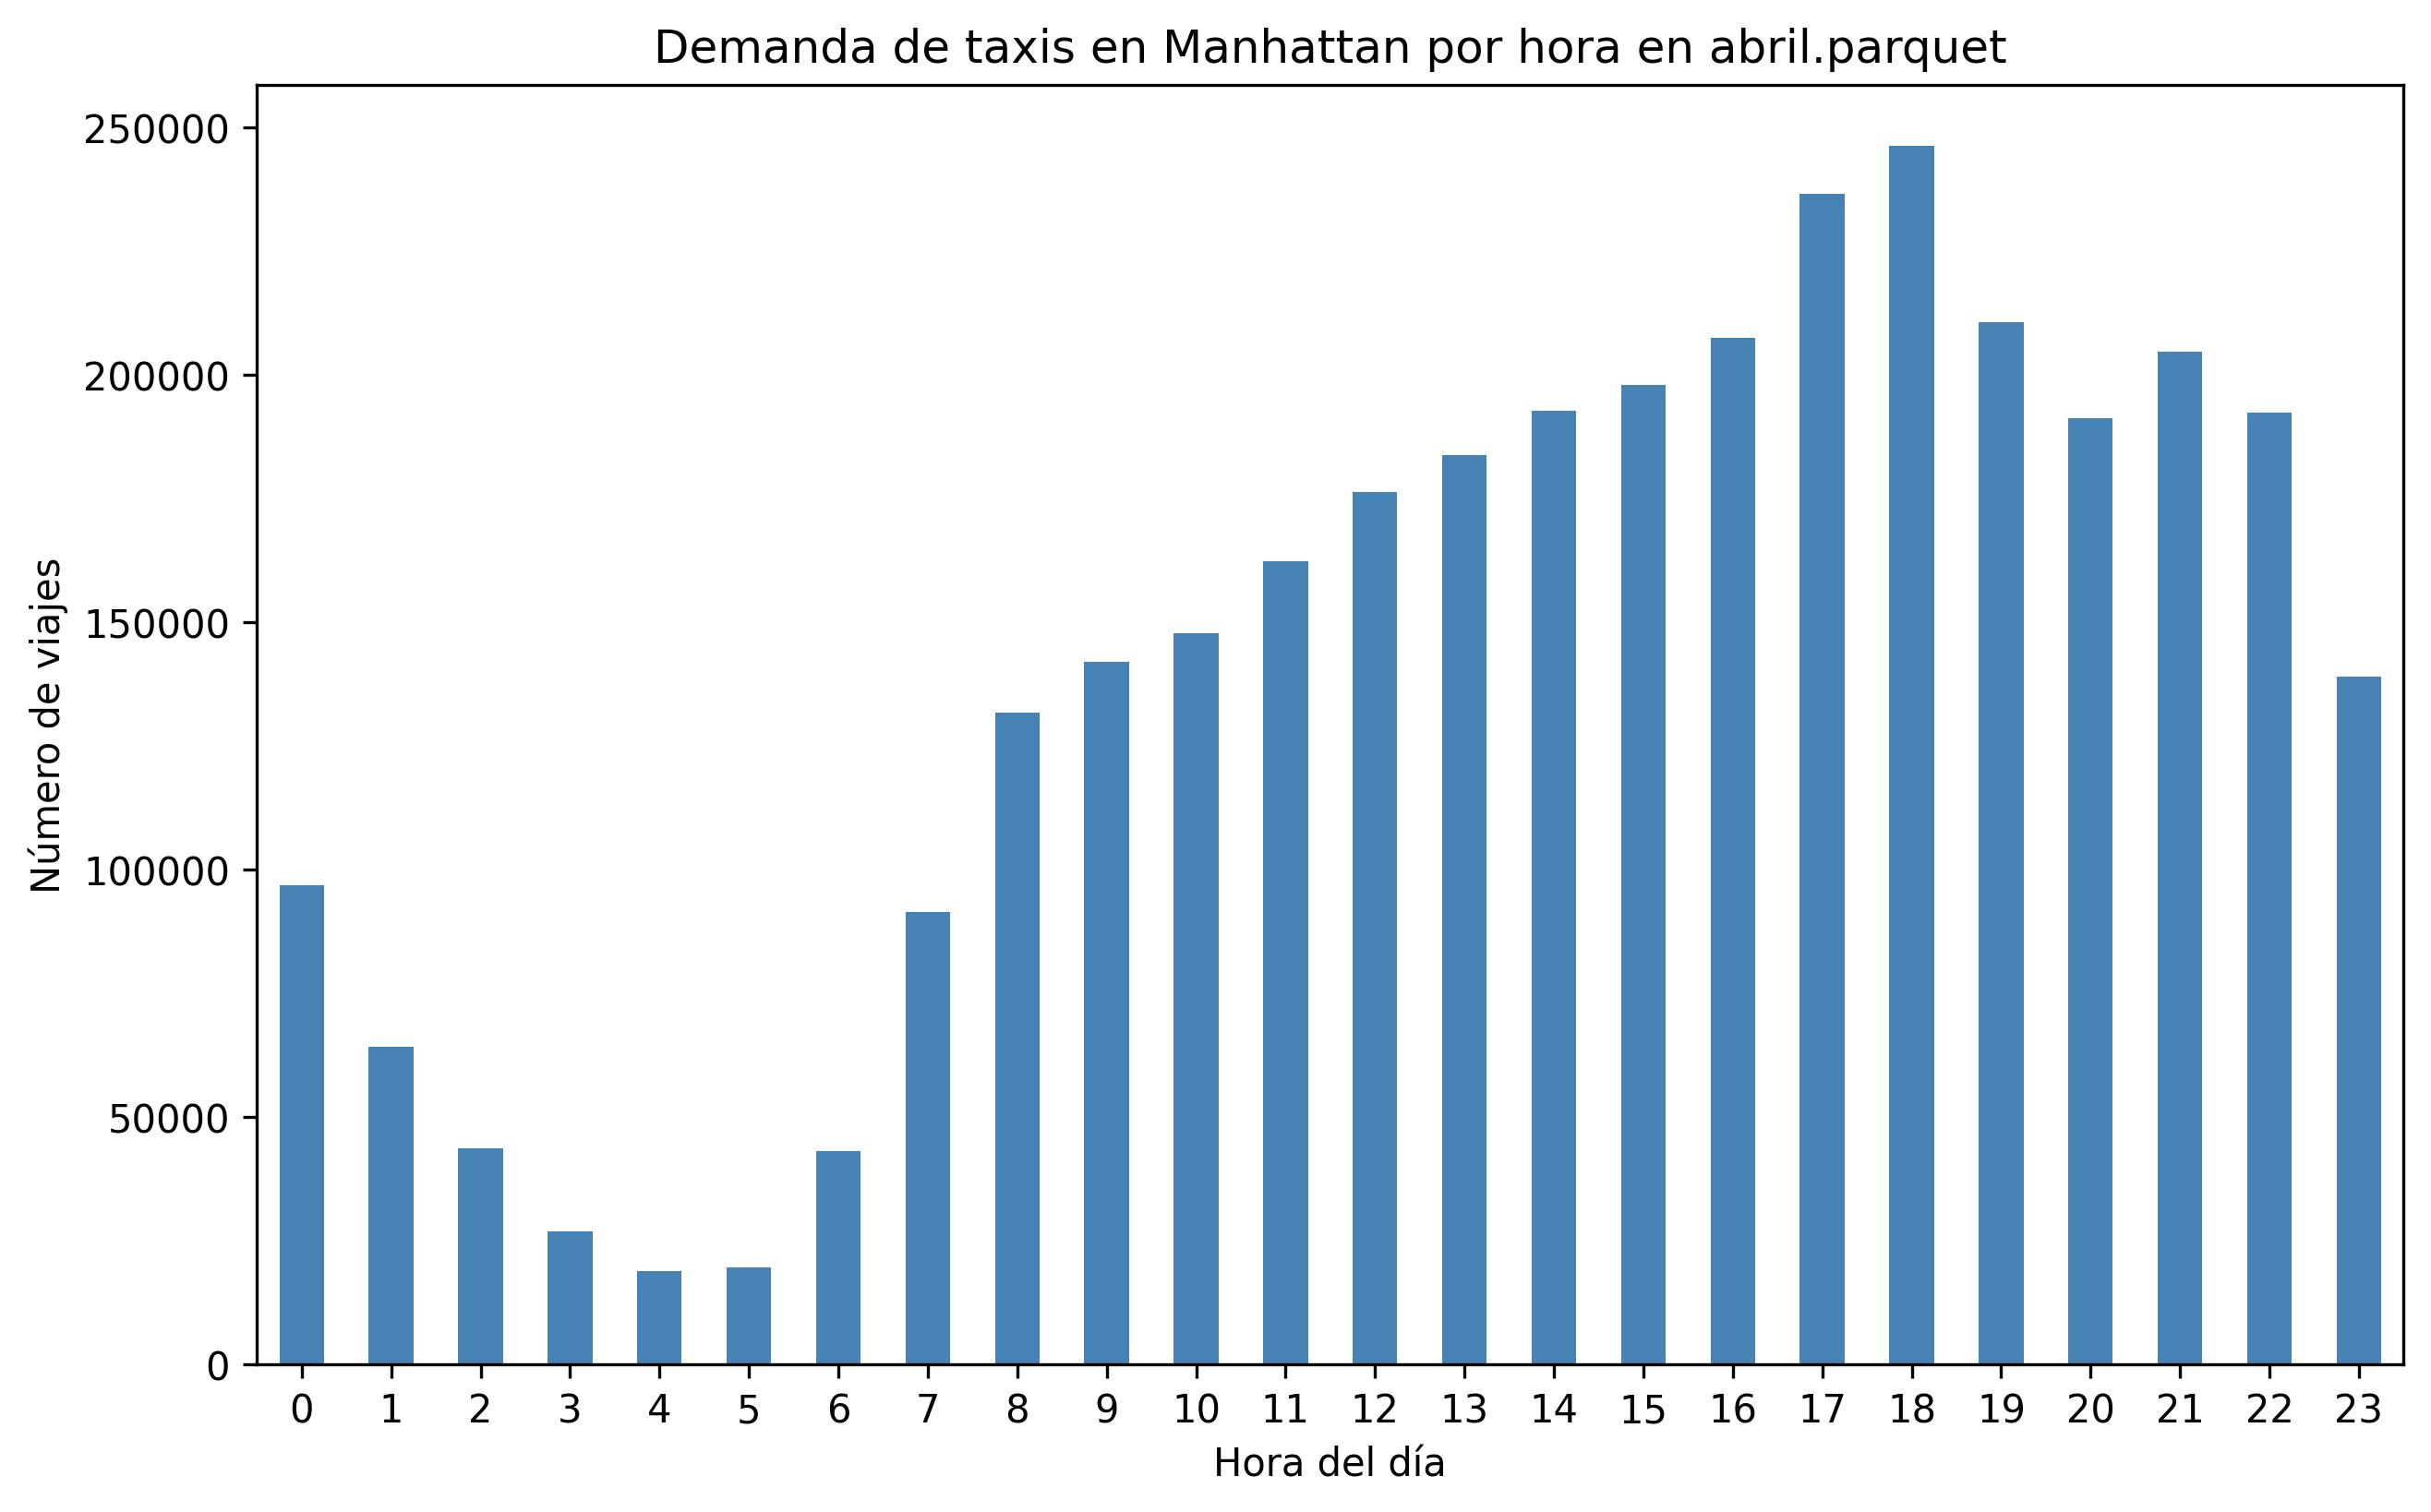 Demanda de taxis en Manhattan por hora en abril.parquet
Número de viajes
250000
200000
150000
100000
50000
0
0 1 2 3 4 5 6 7 8 9 10 11 12 13 14 15 16 17 18 19 20 21 22 23
Hora del día